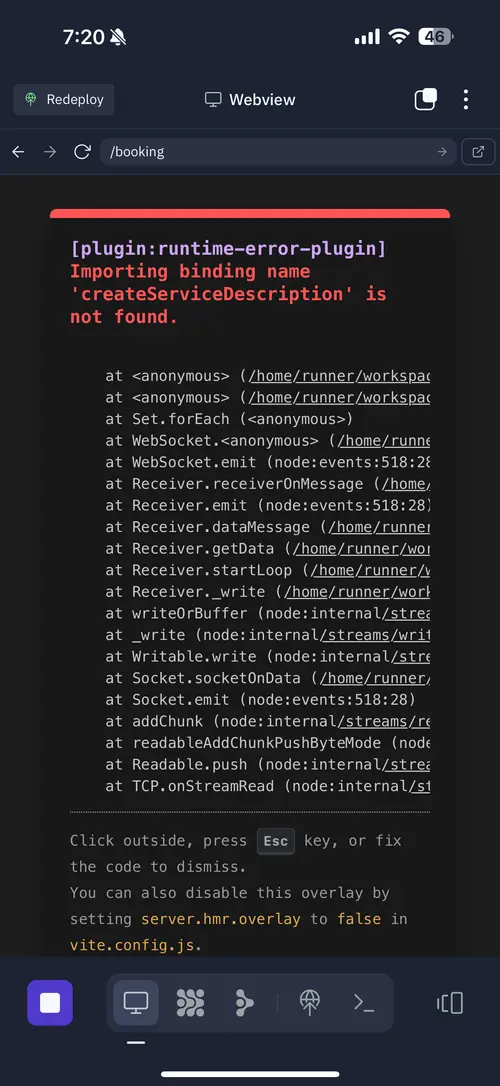 7:20
46
Redeploy
Webview
/booking
[plugin:runtime-error-plugin]
Importing binding name
'createServiceDescription' is
not found.
at <anonymous> (/home/runner/workspac
at <anonymous> (/home/runner/workspac
at Set.forEach (<anonymous>)
at WebSocket.<anonymous> (/home/runne
at WebSocket.emit (node:events:518:28
at Receiver.receiverOnMessage (/home/
at Receiver.emit (node:events:518:28)
at Receiver.dataMessage (/home/runner
at Receiver.getData (/home/wor
at Receiver.startLoop (/home/runner/w
at Receiver._write (/home/runner/work
at writeOrBuffer (node:internal/strea
at _write (node:internal/streams/writ
at Writable.write (node:internal/stre
at Socket.socketOnData (/home/runner/
at Socket.emit (node:events:518:28)
at addChunk (node:internal/streams/re
at readableAddChunkPushByteMode (node
at Readable.push (node:internal/strea
at TCP.onStreamRead (node:internal/st
Click outside, press Esc key, or fix
the code to dismiss.
You can also disable this overlay by
setting server.hmr.overlay to false in
vite.config.js.